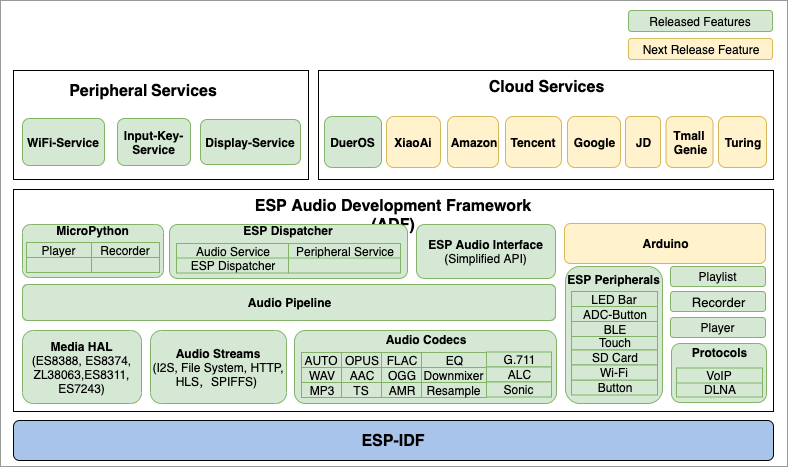 Released Features
Next Release Feature
Peripheral Services
WiFi-Service
Input-Key-
Service
Display-Service
Cloud Services
DuerOS
XiaoAi
Amazon
Tencent
Google
JD
Tmall
Genie
Turing
ESP Audio Development Framework
(ADF)
MicroPython
Player Recorder
ESP Dispatcher
Audio Service Peripheral Service
ESP Dispatcher
ESP Audio Interface
(Simplified API)
Arduino
Audio Pipeline
ESP Peripherals
LED Bar
ADC-Button
BLE
Touch
SD Card
Wi-Fi
Button
Playlist
Recorder
Player
Protocols
VoIP
DLNA
Media HAL
(ES8388, ES8374,
ZL38063,ES8311,
ES7243)
Audio Streams
(I2S, File System, HTTP,
HLS, SPIFFS)
Audio Codecs
AUTO OPUS FLAC EQ G.711
WAV AAC OGG Downmixer ALC
MP3 TS AMR Resample Sonic
ESP-IDF